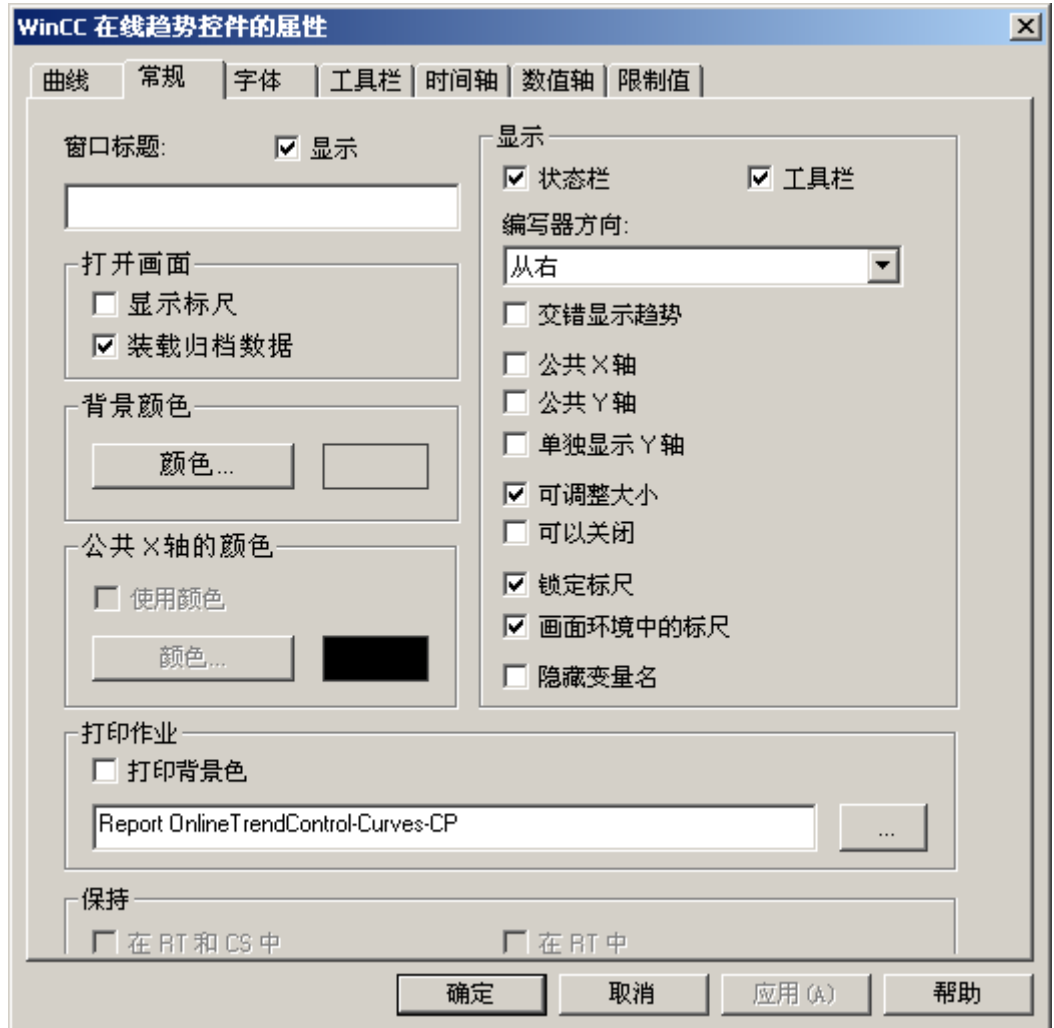 WinCC 在线趋势控件的属性
曲线 常规 字体 工具栏 时间轴 数值轴 限制值
窗口标题: 显示
打开画面
显示标尺
装载归档数据
背景颜色
颜色...
公共 X 轴的颜色
使用颜色
颜色...
显示
状态栏 工具栏
编写器方向:
从右
交错显示趋势
公共 X 轴
公共 Y 轴
单独显示 Y 轴
可调整大小
可以关闭
锁定标尺
画面环境中的标尺
隐藏变量名
打印作业
打印背景色
Report OnlineTrendControl-Curves-CP
...
保持
在 RT 和 CS 中 在 RT 中
确定 取消 应用(A) 帮助